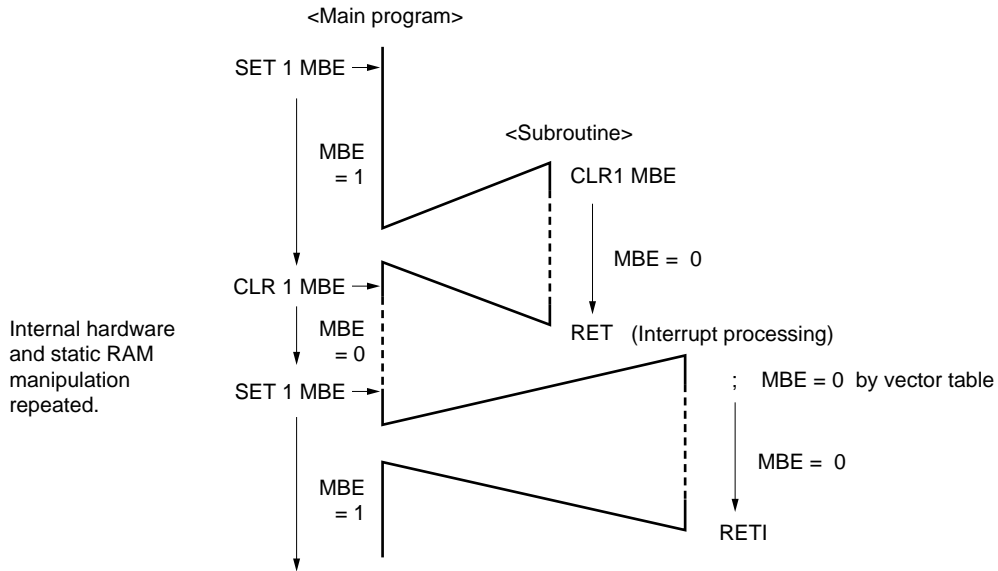 <Main program>
SET 1 MBE
<Subroutine>
MBE
= 1
CLR1 MBE
MBE = 0
CLR 1 MBE
Internal hardware
and static RAM
manipulation
repeated.
MBE
= 0
RET
(Interrupt processing)
SET 1 MBE
; MBE = 0 by vector table
MBE = 0
MBE
= 1
RETI